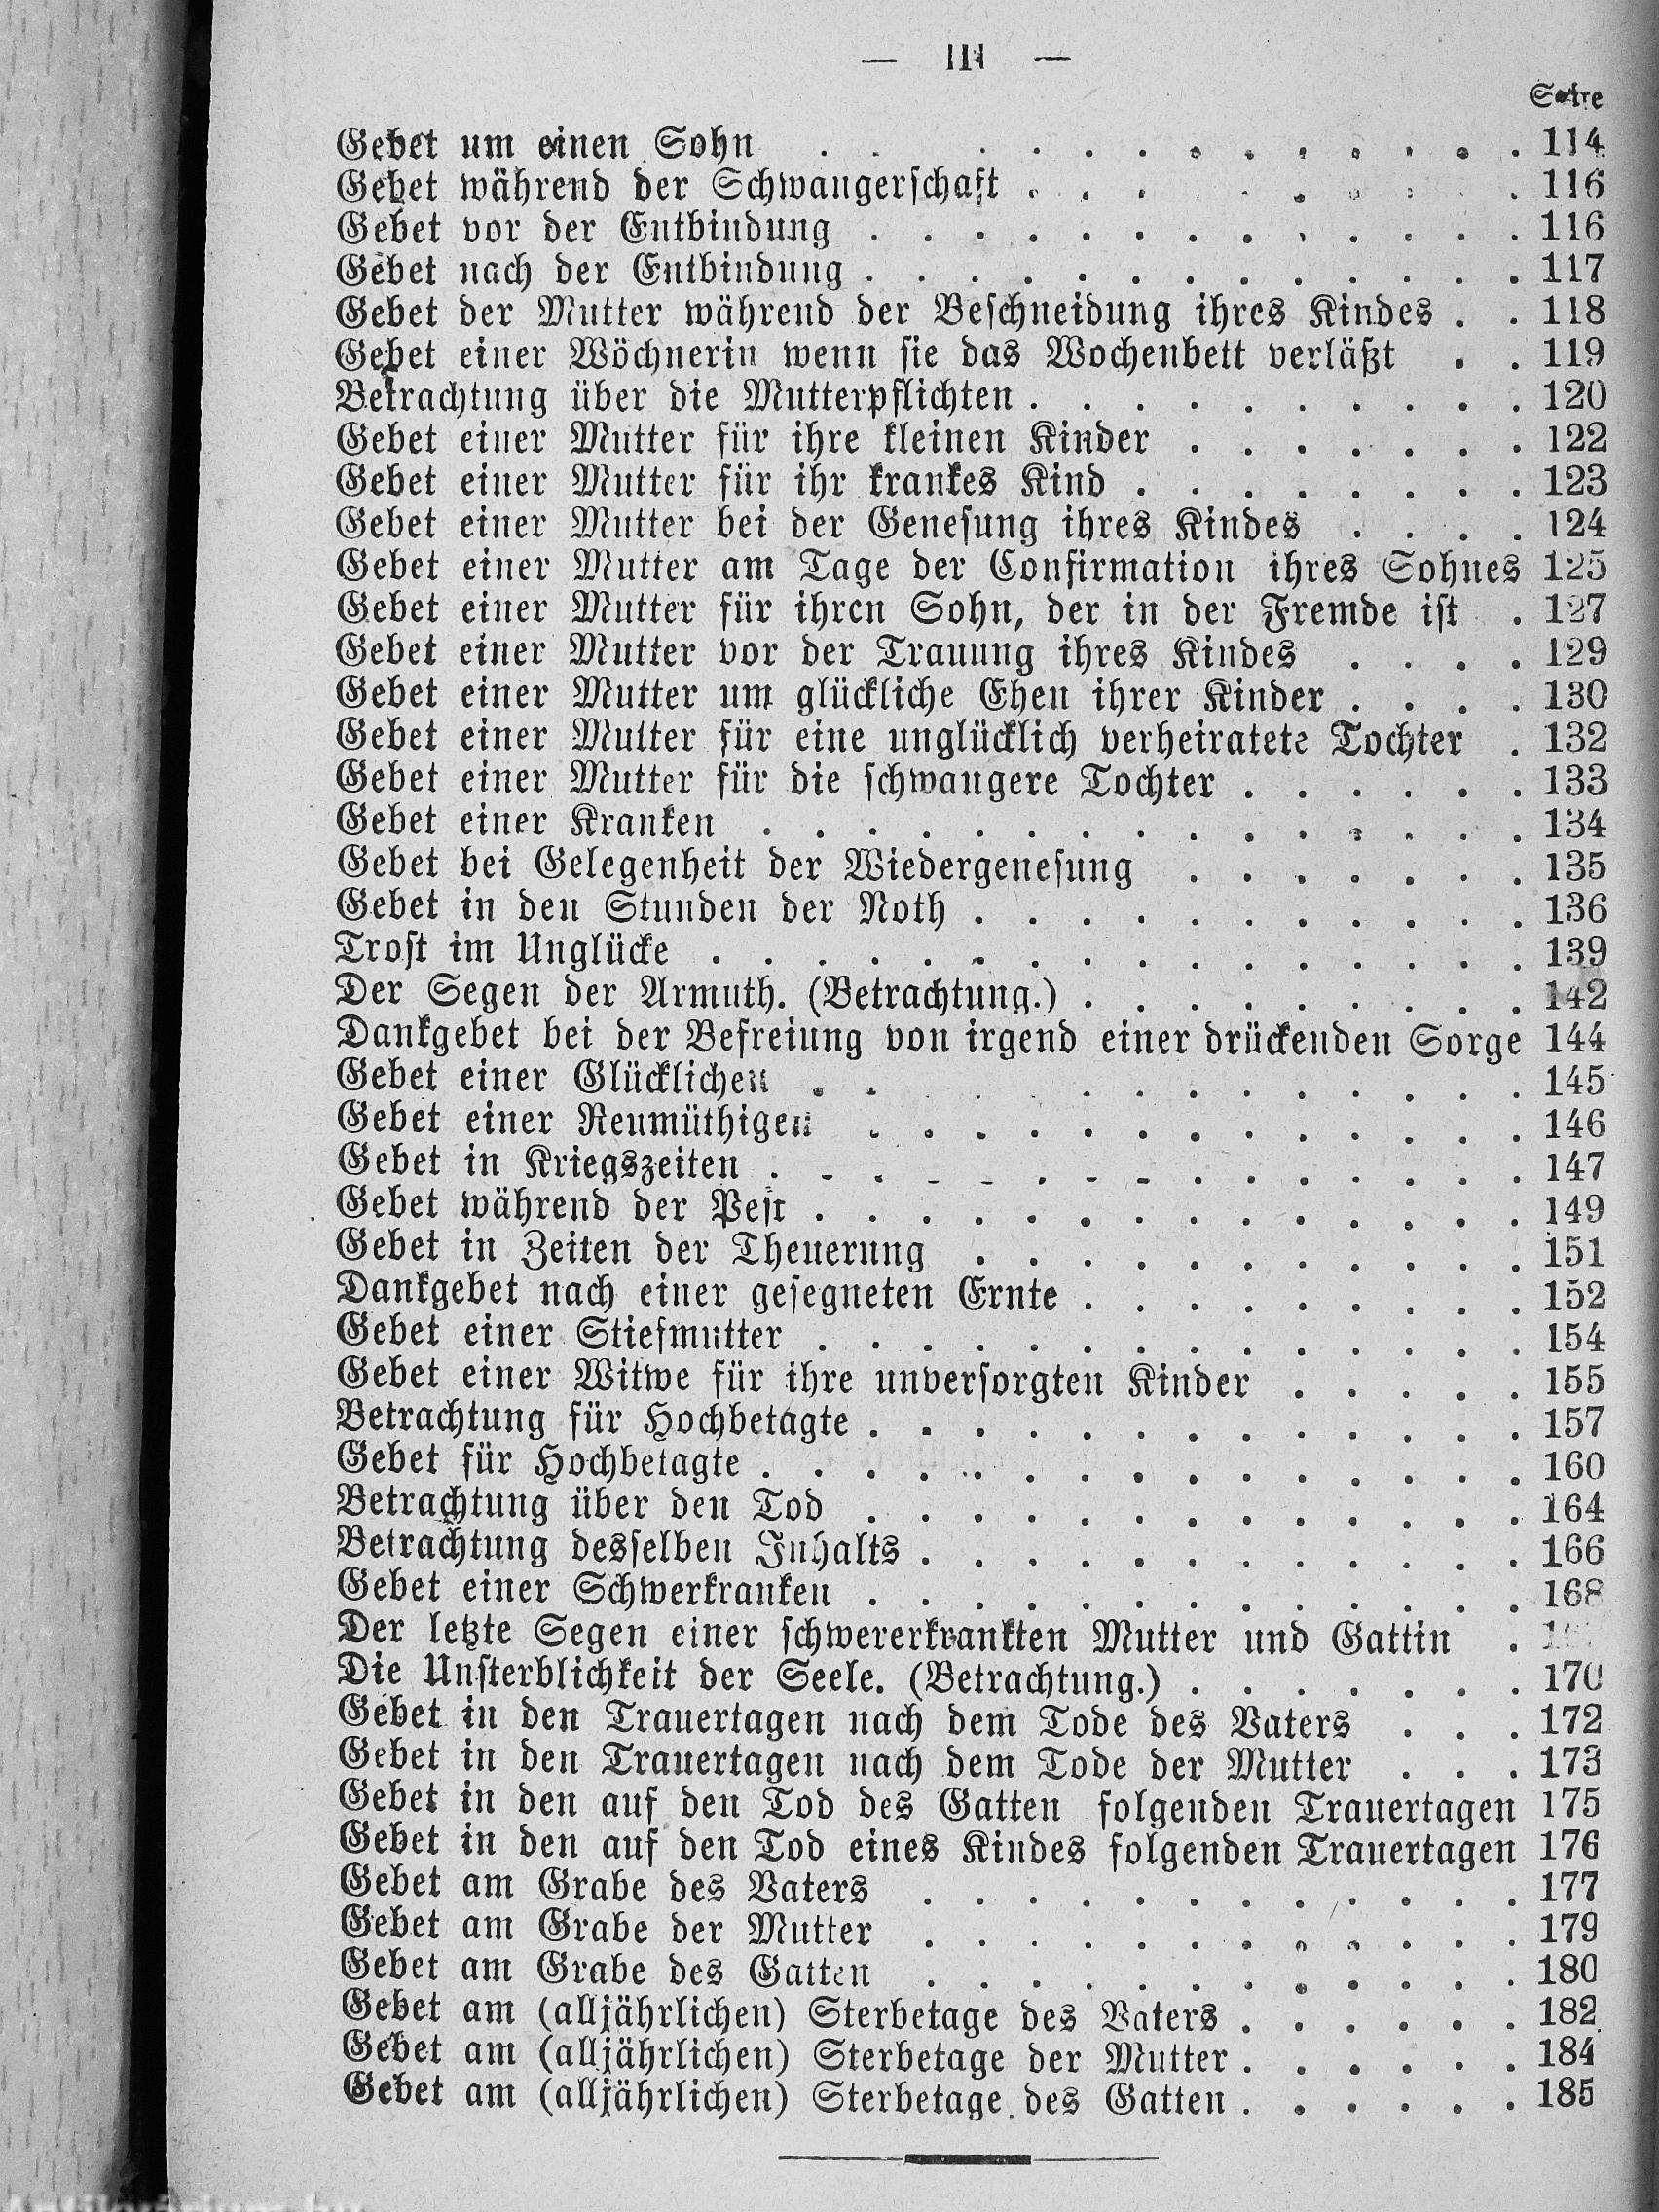 — III —
Seite
Gebet um einen Sohn . . . . . . . . . . . . . 114
Gebet während der Schwangerschaft . . . . . . . . . . 116
Gebet vor der Entbindung . . . . . . . . . . . . . 116
Gebet nach der Entbindung . . . . . . . . . . . . . 117
Gebet der Mutter während der Beschneidung ihres Kindes . . 118
Gebet einer Wöchnerin wenn sie das Wochenbett verläßt . . 119
Betrachtung über die Mutterpflichten . . . . . . . . . . 120
Gebet einer Mutter für ihre kleinen Kinder . . . . . . . 122
Gebet einer Mutter für ihr krankes Kind . . . . . . . . 123
Gebet einer Mutter bei der Genesung ihres Kindes . . . . 124
Gebet einer Mutter am Tage der Confirmation ihres Sohnes 125
Gebet einer Mutter für ihren Sohn, der in der Fremde ist . 127
Gebet einer Mutter vor der Trauung ihres Kindes . . . . 129
Gebet einer Mutter um glückliche Ehen ihrer Kinder . . . . 130
Gebet einer Mutter für eine unglücklich verheiratete Tochter . 132
Gebet einer Mutter für die schwangere Tochter . . . . . . 133
Gebet einer Kranken . . . . . . . . . . . . . . . 134
Gebet bei Gelegenheit der Wiedergenesung . . . . . . . 135
Gebet in den Stunden der Noth . . . . . . . . . . . 136
Trost im Unglücke . . . . . . . . . . . . . . . . 139
Der Segen der Armuth. (Betrachtung.) . . . . . . . . . 142
Dankgebet bei der Befreiung von irgend einer drückenden Sorge 144
Gebet einer Glücklichen . . . . . . . . . . . . . . 145
Gebet einer Reumüthigen . . . . . . . . . . . . . 146
Gebet in Kriegszeiten . . . . . . . . . . . . . . . 147
Gebet während der Pest . . . . . . . . . . . . . . 149
Gebet in Zeiten der Theuerung . . . . . . . . . . . 151
Dankgebet nach einer gesegneten Ernte . . . . . . . . . 152
Gebet einer Stiefmutter . . . . . . . . . . . . . . 154
Gebet einer Witwe für ihre unversorgten Kinder . . . . . 155
Betrachtung für Hochbetagte . . . . . . . . . . . . . 157
Gebet für Hochbetagte . . . . . . . . . . . . . . . 160
Betrachtung über den Tod . . . . . . . . . . . . . 164
Betrachtung desselben Inhalts . . . . . . . . . . . . 166
Gebet einer Schwerkranken . . . . . . . . . . . . . 168
Der letzte Segen einer schwererkrankten Mutter und Gattin .
Die Unsterblichkeit der Seele. (Betrachtung.) . . . . . . . 170
Gebet in den Trauertagen nach dem Tode des Vaters . . . 172
Gebet in den Trauertagen nach dem Tode der Mutter . . . 173
Gebet in den auf den Tod des Gatten folgenden Trauertagen 175
Gebet in den auf den Tod eines Kindes folgenden Trauertagen 176
Gebet am Grabe des Vaters . . . . . . . . . . . . 177
Gebet am Grabe der Mutter . . . . . . . . . . . . 179
Gebet am Grabe des Gatten . . . . . . . . . . . . 180
Gebet am (alljährlichen) Sterbetage des Vaters . . . . . . 182
Gebet am (alljährlichen) Sterbetage der Mutter . . . . . . 184
Gebet am (alljährlichen) Sterbetage des Gatten . . . . . . 185